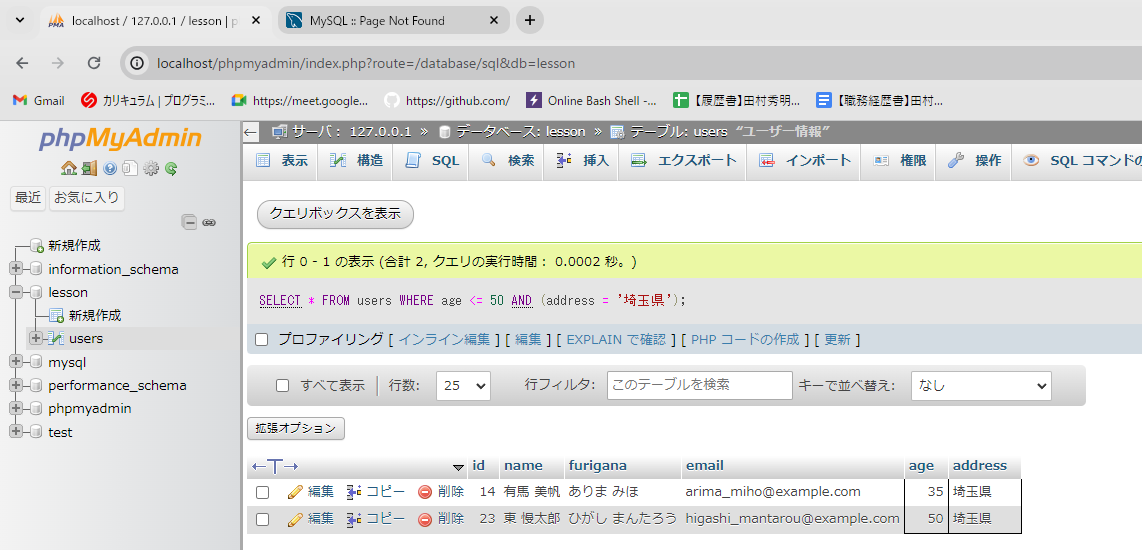 localhost / 127.0.0.1 / lesson | p
MySQL :: Page Not Found
localhost/phpmyadmin/index.php?route=/database/sql&db=lesson
Gmail カリキュラム | プログラミ... https://meet.google... https://github.com/ Online Bash Shell -... 【履歴書】田村秀明... 【職務経歴書】田村...
phpMyAdmin
最近 お気に入り
新規作成
information_schema
lesson
新規作成
users
mysql
performance_schema
phpmyadmin
test
サーバ: 127.0.0.1 » データベース: lesson » テーブル: users "ユーザー情報"
表示 構造 SQL 検索 挿入 エクスポート インポート 権限 操作 SQL コマンドの
クエリボックスを表示
行 0 - 1 の表示 (合計 2, クエリの実行時間: 0.0002 秒。)
SELECT * FROM users WHERE age <= 50 AND (address = '埼玉県');
プロファイリング [ インライン編集 ] [ 編集 ] [ EXPLAIN で確認 ] [ PHP コードの作成 ] [ 更新 ]
すべて表示 行数: 25 行フィルタ: このテーブルを検索 キーで並べ替え: なし
拡張オプション
←T→ id name furigana email age address
編集 コピー 削除 14 有馬 美帆 ありま みほ arima_miho@example.com 35 埼玉県
編集 コピー 削除 23 東 慢太郎 ひがし まんたろう higashi_mantarou@example.com 50 埼玉県